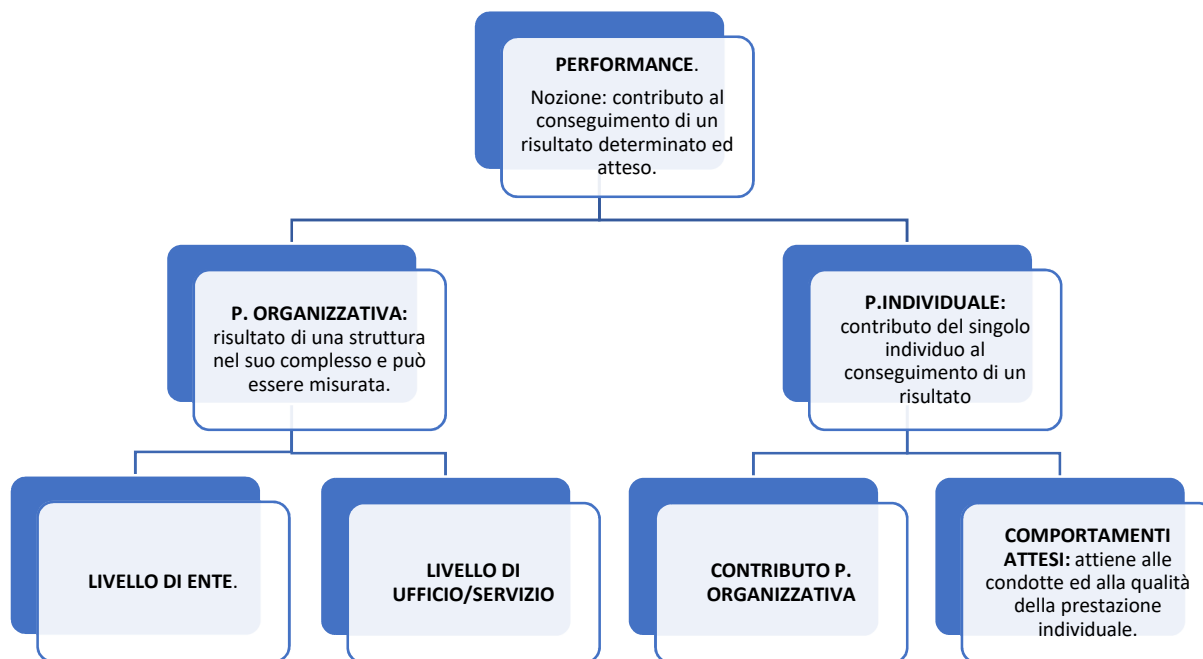 PERFORMANCE.
Nozione: contributo al
conseguimento di un
risultato determinato ed
atteso.
P. ORGANIZZATIVA:
risultato di una struttura
nel suo complesso e può
essere misurata.
P.INDIVIDUALE:
contributo del singolo
individuo al
conseguimento di un
risultato
LIVELLO DI ENTE.
LIVELLO DI
UFFICIO/SERVIZIO
CONTRIBUTO P.
ORGANIZZATIVA
COMPORTAMENTI
ATTESI: attiene alle
condotte ed alla qualità
della prestazione
individuale.